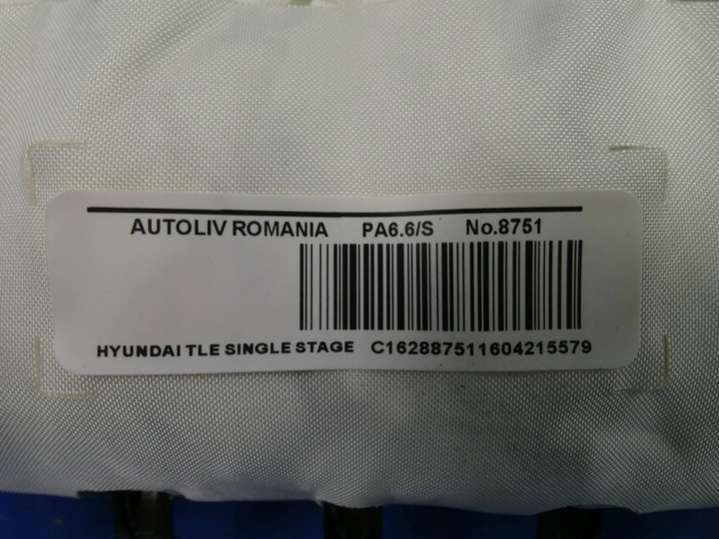 AUTOLIV ROMANIA PA6.6/S No.8751
HYUNDAI TLE SINGLE STAGE C162887511604215579